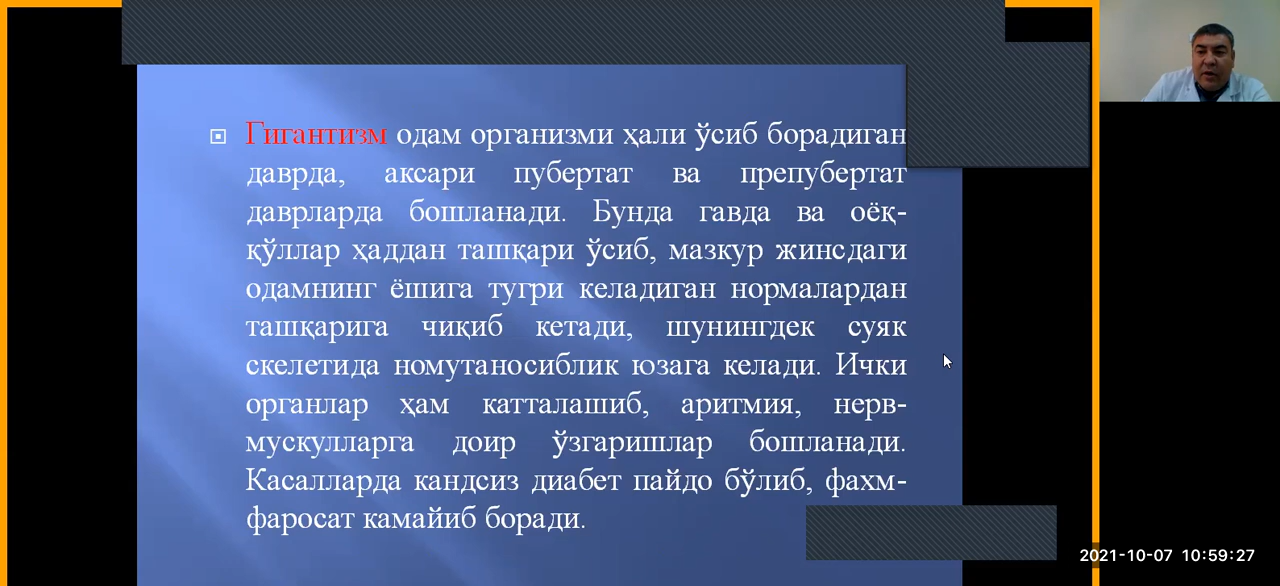 Гигантизм одам организми ҳали ўсиб борадиган
даврда, аксари пубертат ва препубертат
даврларда бошланади. Бунда гавда ва оёқ-
қўллар ҳаддан ташқари ўсиб, мазкур жинсдаги
одамнинг ёшига тугри келадиган нормалардан
ташқарига чиқиб кетади, шунингдек суяк
скелетида номутаносиблик юзага келади. Ички
органлар ҳам катталашиб, аритмия, нерв-
мускулларга доир ўзгаришлар бошланади.
Касалларда кандсиз диабет пайдо бўлиб, фахм-
фаросат камайиб боради.
2021-10-07 10:59:27